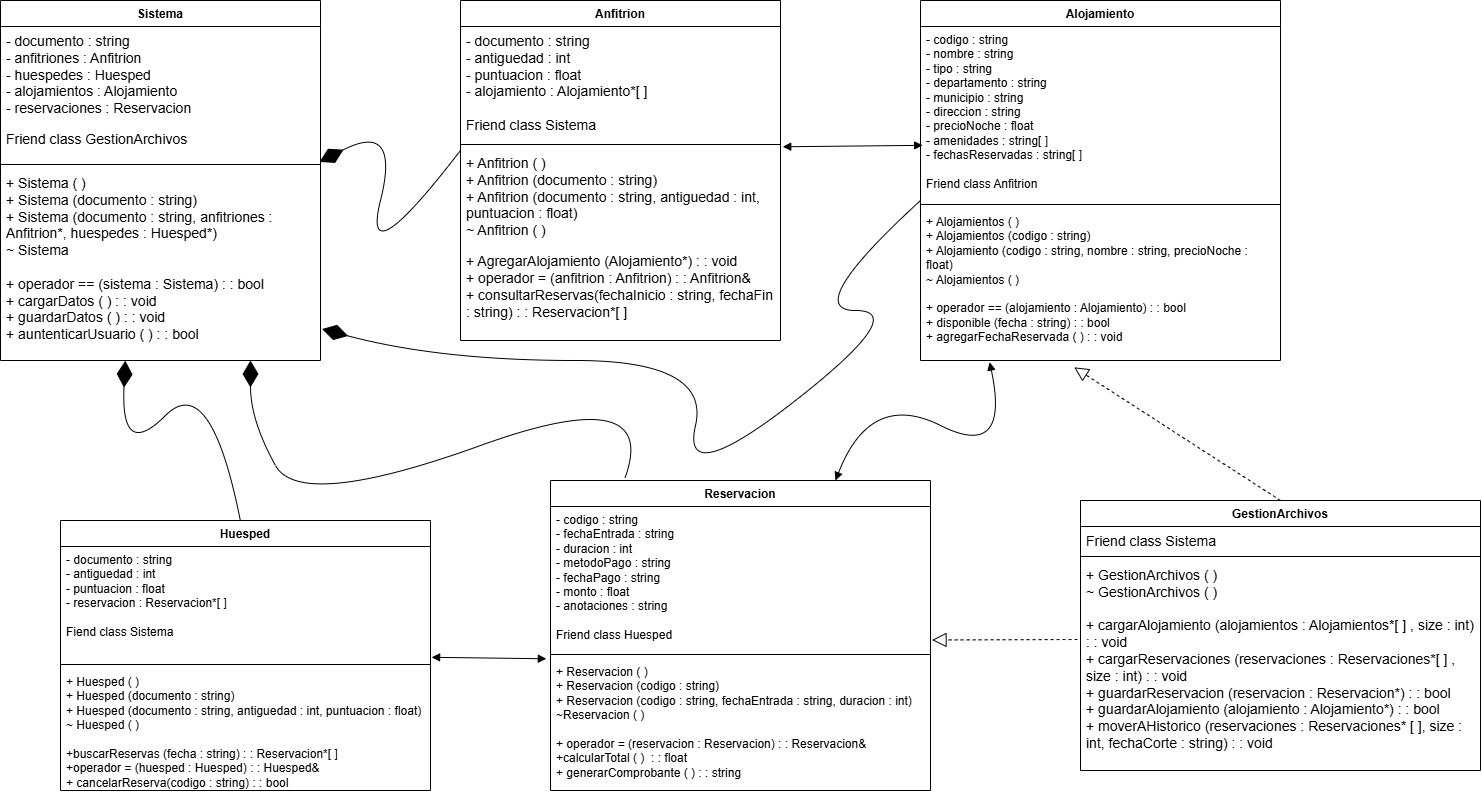 Sistema
- documento : string
- anfitriones : Anfitrion
- huespedes : Huesped
- alojamientos : Alojamiento
- reservaciones : Reservacion
Friend class GestionArchivos
+ Sistema ( )
+ Sistema (documento : string)
+ Sistema (documento : string, anfitriones :
Anfitrion*, huespedes : Huesped*)
~ Sistema
+ operador == (sistema : Sistema) : : bool
+ cargarDatos ( ) : : void
+ guardarDatos ( ) : : void
+ auntenticarUsuario ( ) : : bool
Anfitrion
- documento : string
- antiguedad : int
- puntuacion : float
- alojamiento : Alojamiento*[ ]
Friend class Sistema
+ Anfitrion ( )
+ Anfitrion (documento : string)
+ Anfitrion (documento : string, antiguedad : int,
puntuacion : float)
~ Anfitrion ( )
+ AgregarAlojamiento (Alojamiento*) : : void
+ operador = (anfitrion : Anfitrion) : : Anfitrion&
+ consultarReservas(fechaInicio : string, fechaFin
: string) : : Reservacion*[ ]
Alojamiento
- codigo : string
- nombre : string
- tipo : string
- departamento : string
- municipio : string
- direccion : string
- precioNoche : float
- amenidades : string[ ]
- fechasReservadas : string[ ]
Friend class Anfitrion
+ Alojamientos ( )
+ Alojamientos (codigo : string)
+ Alojamiento (codigo : string, nombre : string, precioNoche :
float)
~ Alojamientos ( )
+ operador == (alojamiento : Alojamiento) : : bool
+ disponible (fecha : string) : : bool
+ agregarFechaReservada ( ) : : void
Huesped
- documento : string
- antiguedad : int
- puntuacion : float
- reservacion : Reservacion*[ ]
Fiend class Sistema
+ Huesped ( )
+ Huesped (documento : string)
+ Huesped (documento : string, antiguedad : int, puntuacion : float)
~ Huesped ( )
+buscarReservas (fecha : string) : : Reservacion*[ ]
+operador = (huesped : Huesped) : : Huesped&
+ cancelarReserva(codigo : string) : : bool
Reservacion
- codigo : string
- fechaEntrada : string
- duracion : int
- metodoPago : string
- fechaPago : string
- monto : float
- anotaciones : string
Friend class Huesped
+ Reservacion ( )
+ Reservacion (codigo : string)
+ Reservacion (codigo : string, fechaEntrada : string, duracion : int)
~Reservacion ( )
+ operador = (reservacion : Reservacion) : : Reservacion&
+calcularTotal ( ) : : float
+ generarComprobante ( ) : : string
GestionArchivos
Friend class Sistema
+ GestionArchivos ( )
~ GestionArchivos ( )
+ cargarAlojamiento (alojamientos : Alojamientos*[ ] , size : int)
: : void
+ cargarReservaciones (reservaciones : Reservaciones*[ ] ,
size : int) : : void
+ guardarReservacion (reservacion : Reservacion*) : : bool
+ guardarAlojamiento (alojamiento : Alojamiento*) : : bool
+ moverAHistorico (reservaciones : Reservaciones* [ ], size :
int, fechaCorte : string) : : void